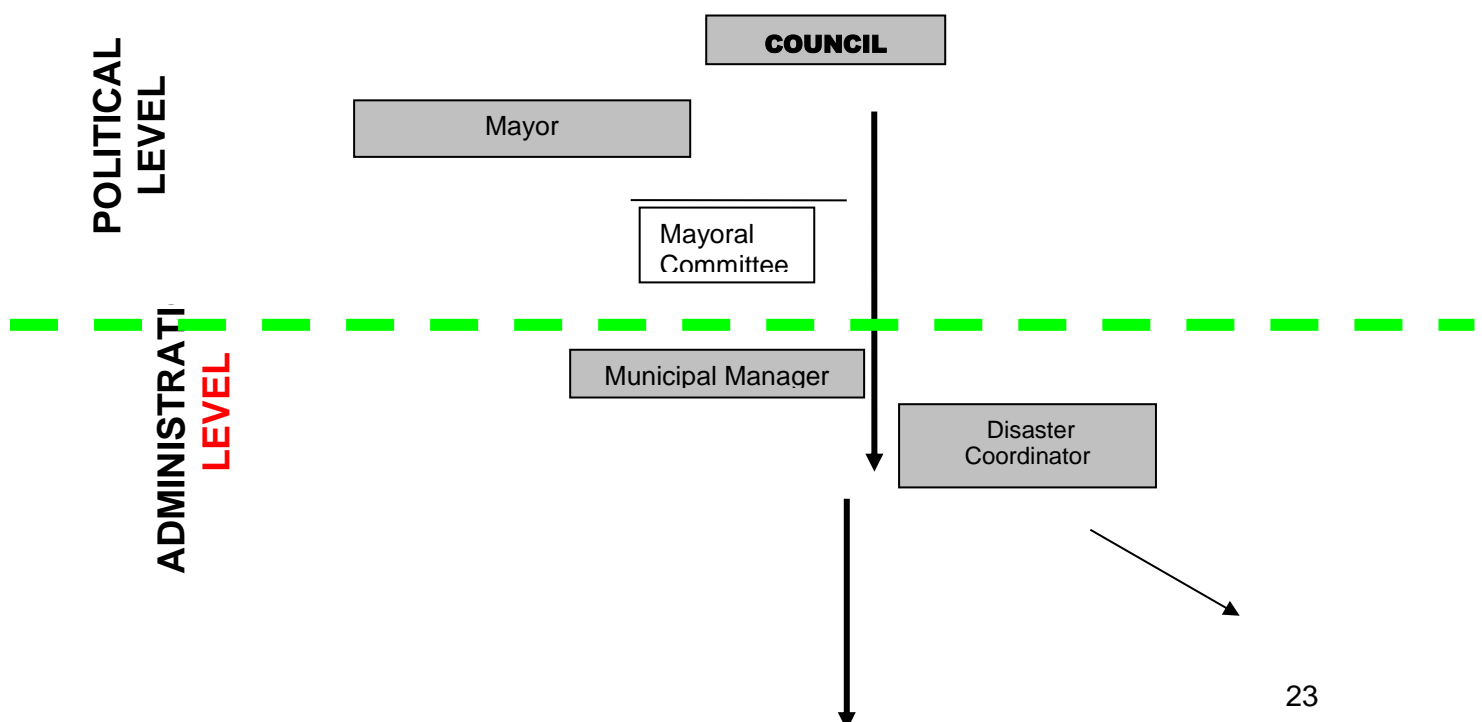 POLITICAL
LEVEL
COUNCIL
Mayor
Mayoral
Committee
ADMINISTRATI
LEVEL
Municipal Manager
Disaster
Coordinator
23